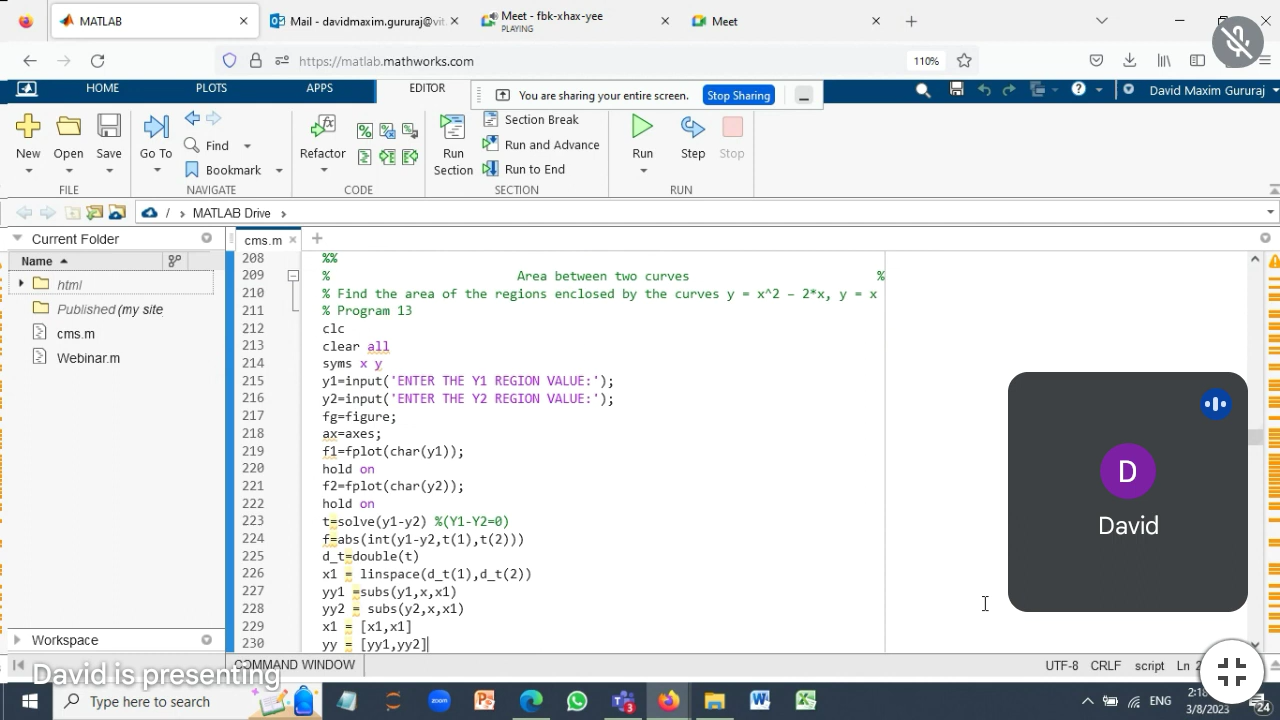 MATLAB
Mail - davidmaxim.gururaj@vit
Meet - fbk-xhax-yee
PLAYING
Meet
https://matlab.mathworks.com
110%
HOME
PLOTS
APPS
EDITOR
You are sharing your entire screen.
Stop Sharing
David Maxim Gururaj
New
Open
Save
FILE
Go To
Find
Bookmark
NAVIGATE
Refactor
CODE
Run
Section
Section Break
Run and Advance
Run to End
SECTION
Run
Step
Stop
RUN
/ › MATLAB Drive ›
Current Folder
Name
html
Published (my site
cms.m
Webinar.m
Workspace
cms.m
208 %%
209 % Area between two curves %
210 % Find the area of the regions enclosed by the curves y = x^2 – 2*x, y = x
211 % Program 13
212 clc
213 clear all
214 syms x y
215 y1=input('ENTER THE Y1 REGION VALUE:');
216 y2=input('ENTER THE Y2 REGION VALUE:');
217 fg=figure;
218 ax=axes;
219 f1=fplot(char(y1));
220 hold on
221 f2=fplot(char(y2));
222 hold on
223 t=solve(y1-y2) %(Y1-Y2=0)
224 f=abs(int(y1-y2,t(1),t(2)))
225 d_t=double(t)
226 x1 = linspace(d_t(1),d_t(2))
227 yy1 =subs(y1,x,x1)
228 yy2 = subs(y2,x,x1)
229 x1 = [x1,x1]
230 yy = [yy1,yy2]
D
David
COMMAND WINDOW
UTF-8 CRLF script Ln
David is presenting
Type here to search
ENG
3/8/2023
24